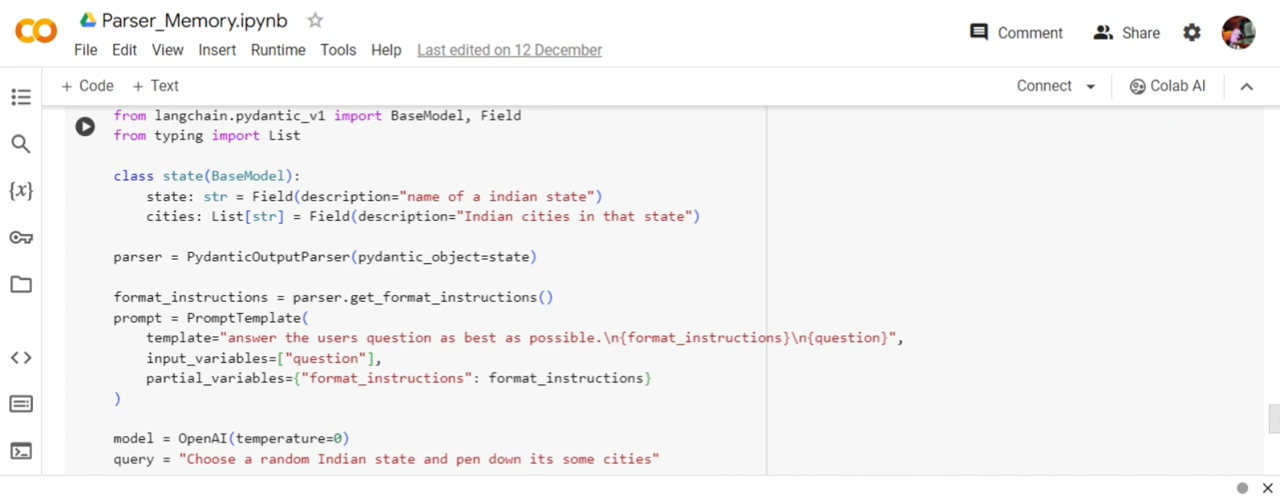 Parser_Memory.ipynb
File Edit View Insert Runtime Tools Help Last edited on 12 December
Comment Share
+ Code + Text
Connect Colab AI
from langchain.pydantic_v1 import BaseModel, Field
from typing import List
class state(BaseModel):
state: str = Field(description="name of a indian state")
cities: List[str] = Field(description="Indian cities in that state")
parser = PydanticOutputParser(pydantic_object=state)
format_instructions = parser.get_format_instructions()
prompt = PromptTemplate(
template="answer the users question as best as possible.\n{format_instructions}\n{question}",
input_variables=["question"],
partial_variables={"format_instructions": format_instructions}
)
model = OpenAI(temperature=0)
query = "Choose a random Indian state and pen down its some cities"